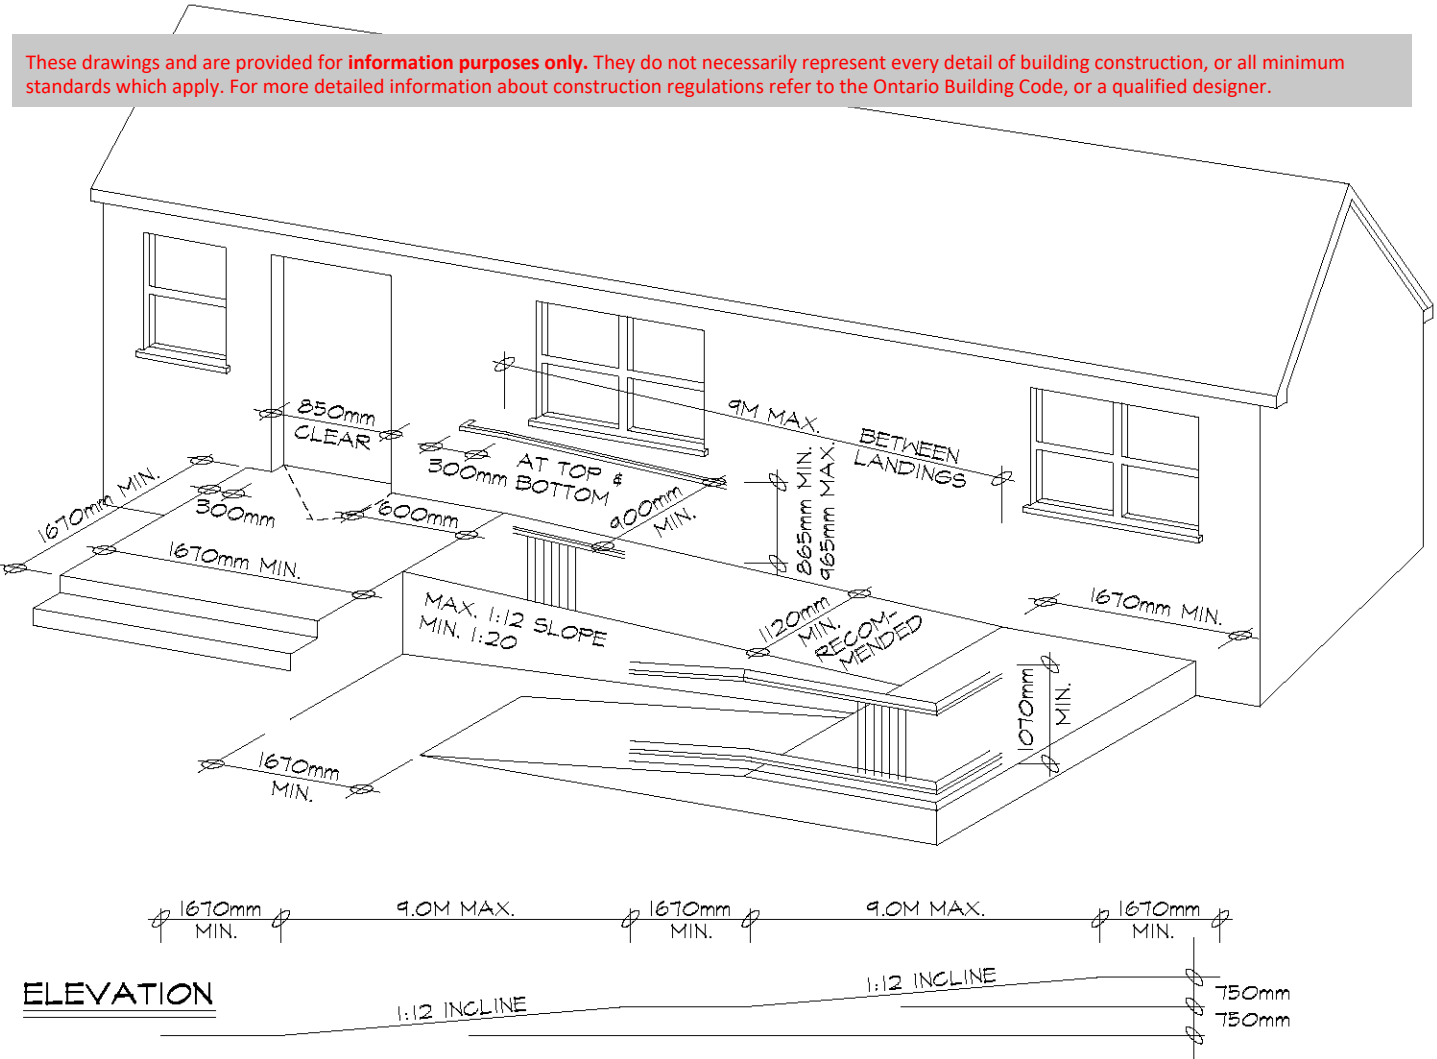 These drawings and are provided for information purposes only. They do not necessarily represent every detail of building construction, or all minimum
standards which apply. For more detailed information about construction regulations refer to the Ontario Building Code, or a qualified designer.
9M MAX.
BETWEEN
LANDINGS
850mm
CLEAR
300mm
AT TOP &
BOTTOM
865mm MIN.
965mm MAX.
900mm
MIN.
1670mm MIN.
300mm
600mm
1670mm MIN.
MAX. 1:12 SLOPE
MIN. 1:20
1120mm
MIN.
RECOM-
MENDED
1670mm MIN.
1070mm
MIN.
1670mm
MIN.
1670mm
MIN.
9.0M MAX.
1670mm
MIN.
9.0M MAX.
1670mm
MIN.
ELEVATION
1:12 INCLINE
1:12 INCLINE
750mm
750mm